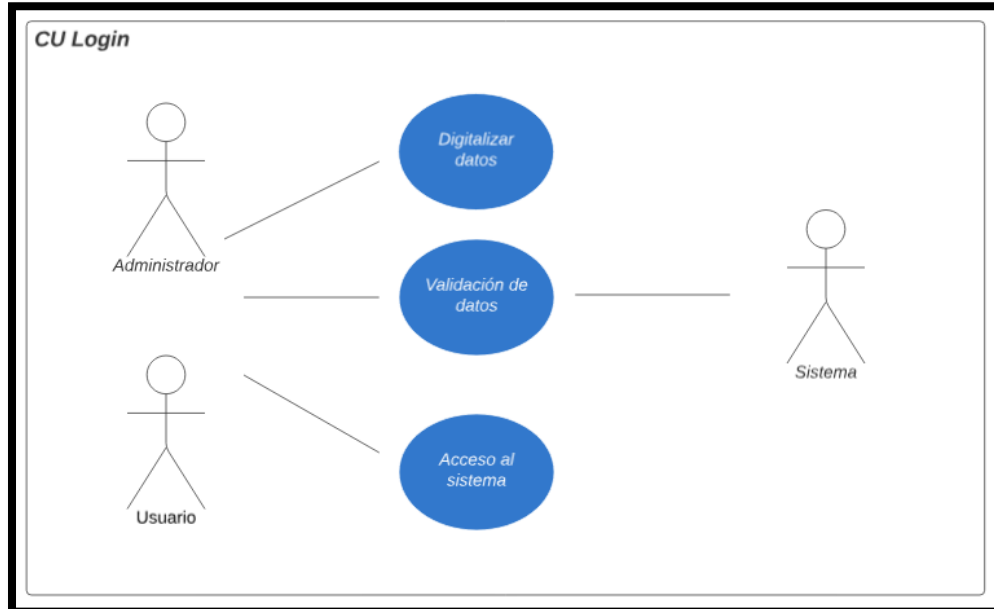 CU Login
Digitalizar
datos
Administrador
Validación de
datos
Sistema
Usuario
Acceso al
sistema